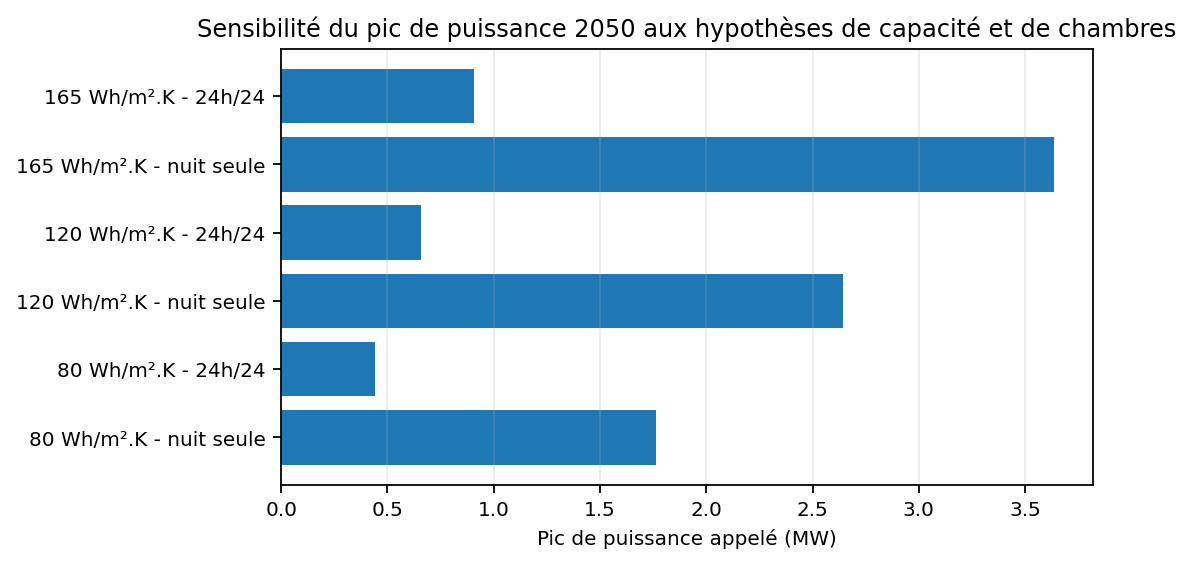 Sensibilité du pic de puissance 2050 aux hypothèses de capacité et de chambres
165 Wh/m².K - 24h/24
165 Wh/m².K - nuit seule
120 Wh/m².K - 24h/24
120 Wh/m².K - nuit seule
80 Wh/m².K - 24h/24
80 Wh/m².K - nuit seule
0.0 0.5 1.0 1.5 2.0 2.5 3.0 3.5
Pic de puissance appelé (MW)